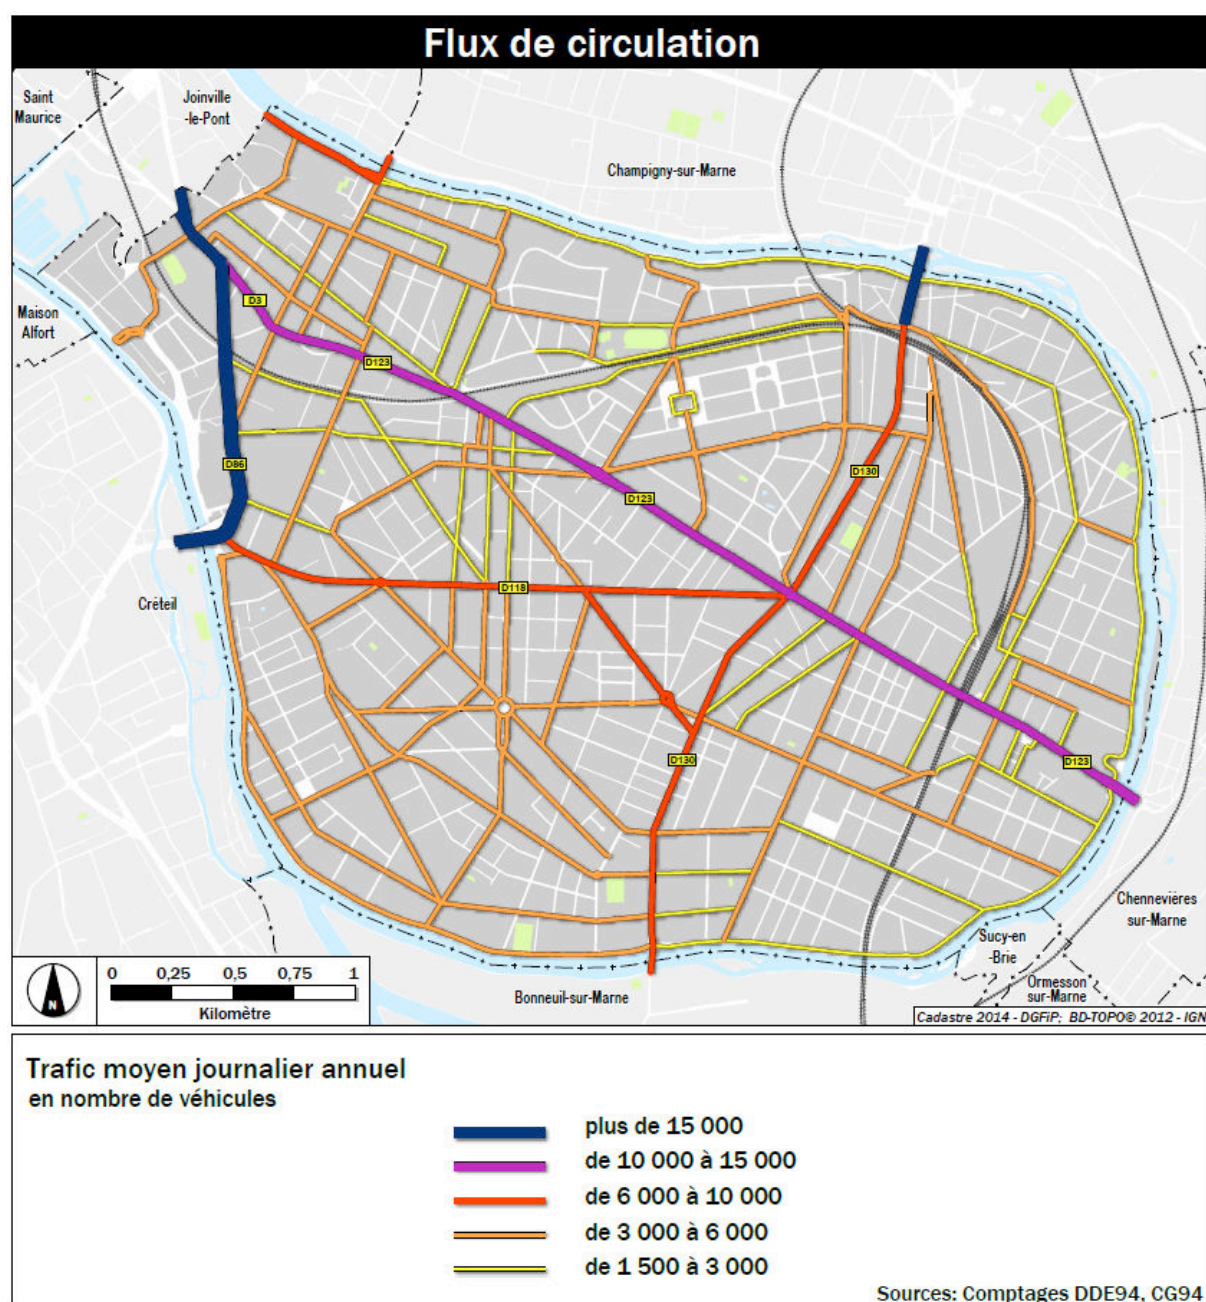 Flux de circulation
Saint
Maurice
Joinville
-le-Pont
Champigny-sur-Marne
Maison
Alfort
D3
D123
D86
D130
D123
Créteil
D118
D130
D123
Chennevières
sur-Marne
Sucy-en
-Brie
Ormesson
sur-Marne
Bonneuil-sur-Marne
N
0 0,25 0,5 0,75 1
Kilomètre
Cadastre 2014 - DGFiP; BD-TOPO© 2012 - IGN
Trafic moyen journalier annuel
en nombre de véhicules
plus de 15 000
de 10 000 à 15 000
de 6 000 à 10 000
de 3 000 à 6 000
de 1 500 à 3 000
Sources: Comptages DDE94, CG94